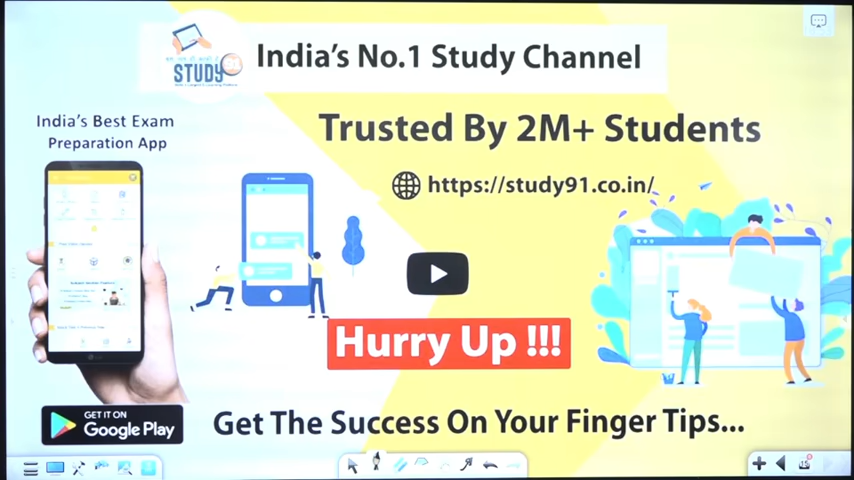 STUDY 91
India's No.1 Study Channel
India's Best Exam
Preparation App
Trusted By 2M+ Students
https://study91.co.in/
Hurry Up !!!
GET IT ON
Google Play
Get The Success On Your Finger Tips...